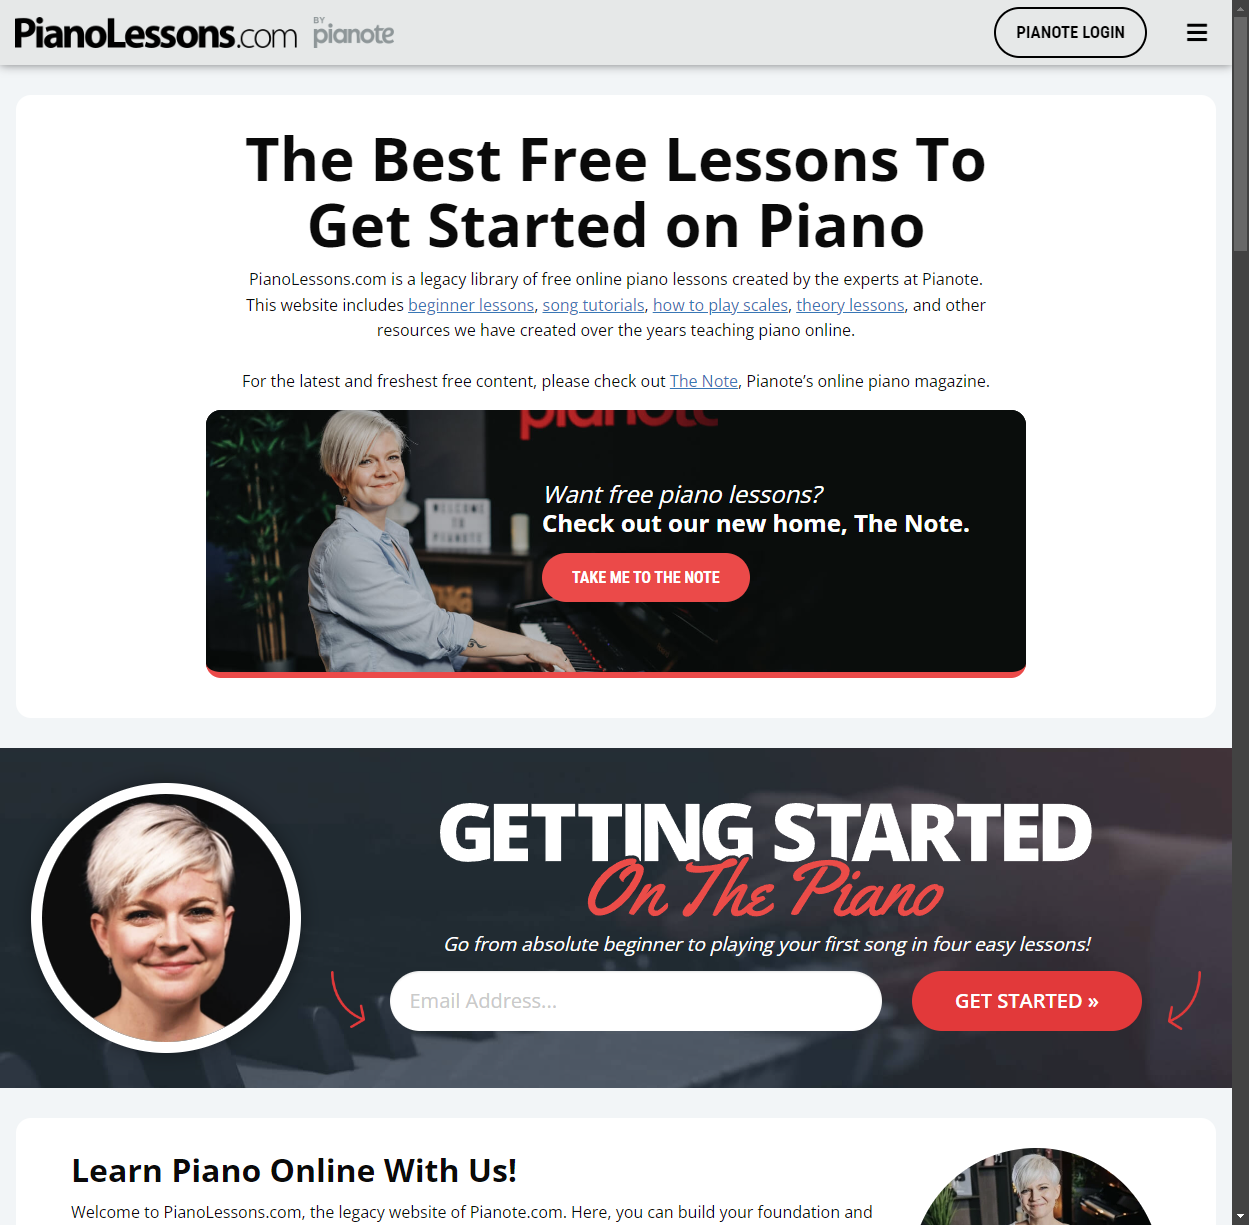 PianoLessons.com BY pianote
PIANOTE LOGIN
The Best Free Lessons To
Get Started on Piano
PianoLessons.com is a legacy library of free online piano lessons created by the experts at Pianote.
This website includes beginner lessons, song tutorials, how to play scales, theory lessons, and other
resources we have created over the years teaching piano online.
For the latest and freshest free content, please check out The Note, Pianote’s online piano magazine.
pianote
WELCOME
TO
PIANOTE
Want free piano lessons?
Check out our new home, The Note.
TAKE ME TO THE NOTE
GETTING STARTED
On The Piano
Go from absolute beginner to playing your first song in four easy lessons!
Email Address...
GET STARTED »
Learn Piano Online With Us!
Welcome to PianoLessons.com, the legacy website of Pianote.com. Here, you can build your foundation and